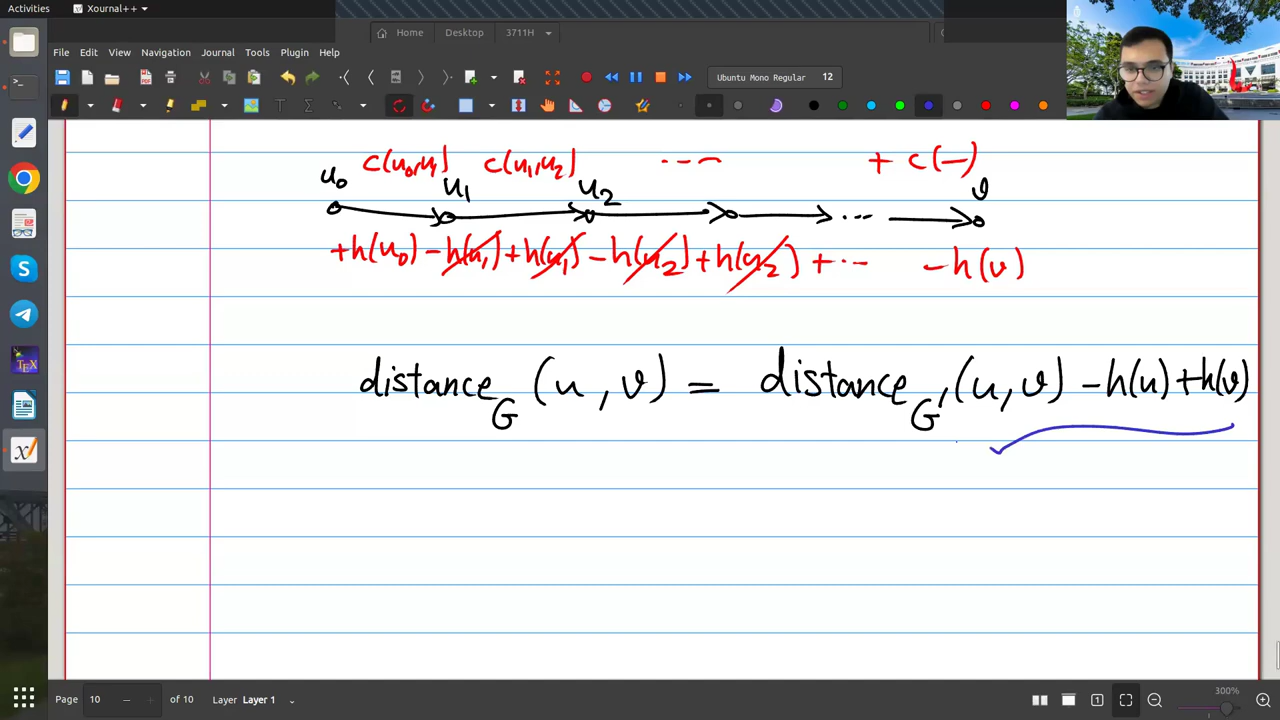 Activities
Xournal++
Home
Desktop
3711H
File Edit View Navigation Journal Tools Plugin Help
Ubuntu Mono Regular 12
c(u0,u1) c(u1,u2) --- + c(—)
u0 u1 u2 v
+h(u0) -h(u1) +h(u1) -h(u2) +h(u2) +... -h(v)
distance_G (u, v) = distance_G' (u, v) -h(u)+h(v)
Page 10 of 10 Layer Layer 1
300%